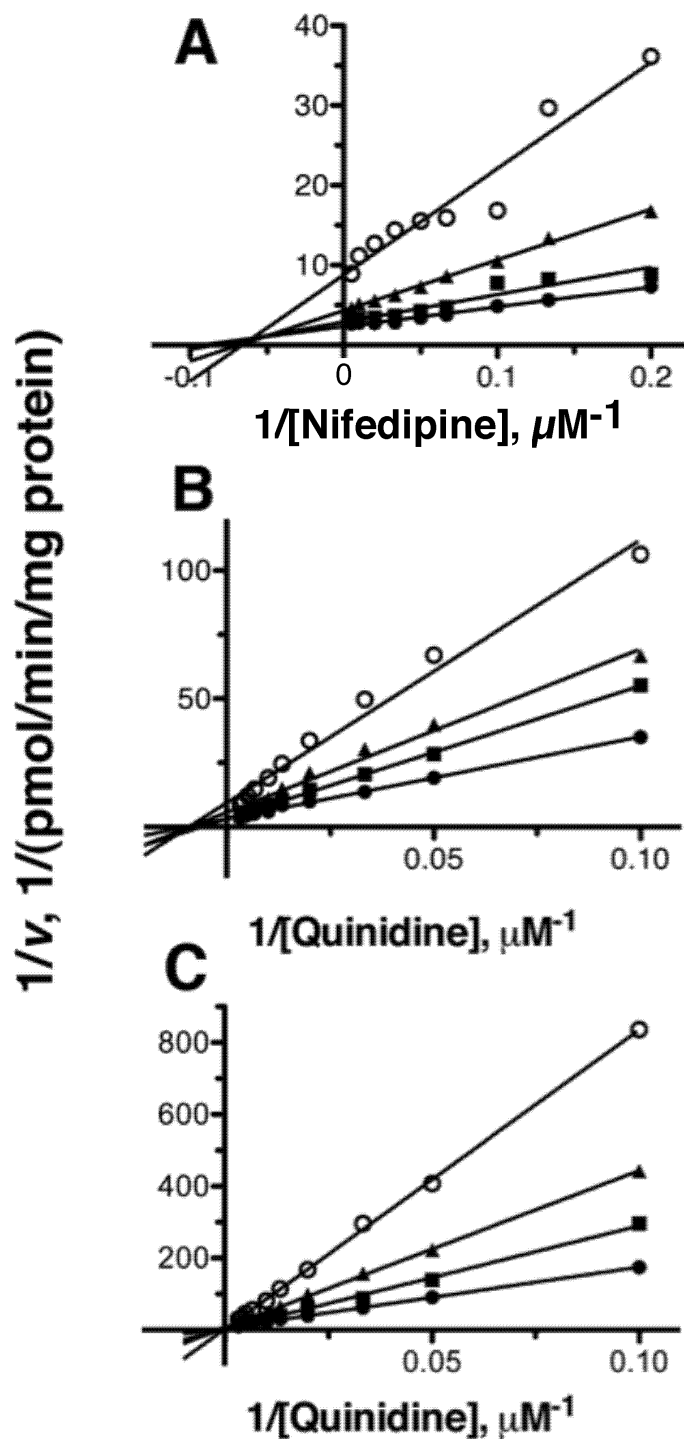 A
40
30
20
10
-0.1 0 0.1 0.2
1/[Nifedipine], µM-1
1/v, 1/(pmol/min/mg protein)
B
100
50
0.05 0.10
1/[Quinidine], µM-1
C
800
600
400
200
0.05 0.10
1/[Quinidine], µM-1